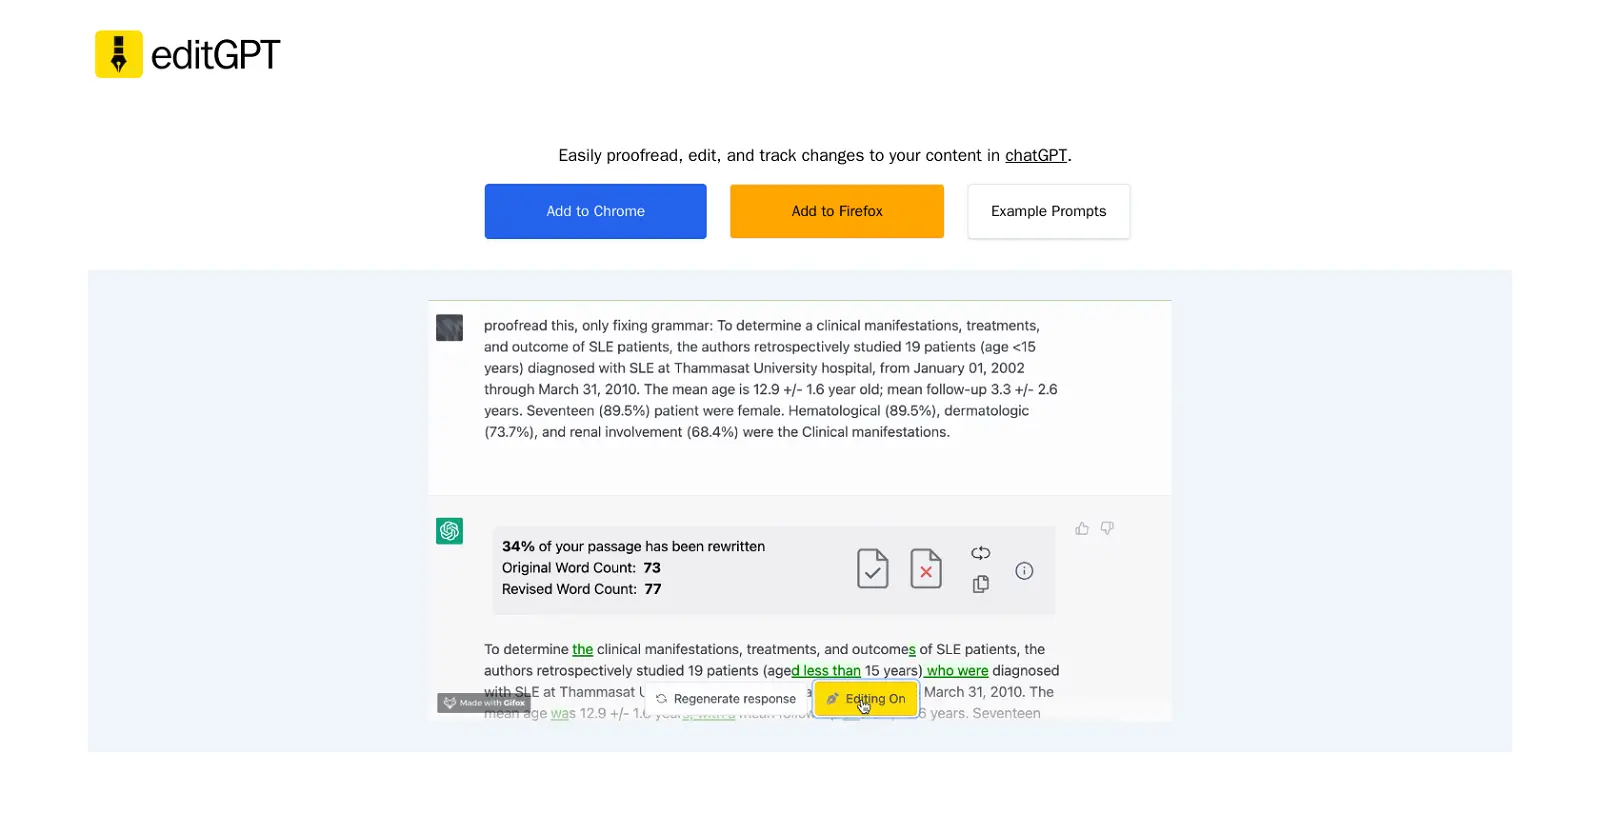 editGPT
Easily proofread, edit, and track changes to your content in chatGPT.
Add to Chrome
Add to Firefox
Example Prompts
proofread this, only fixing grammar: To determine a clinical manifestations, treatments,
and outcome of SLE patients, the authors retrospectively studied 19 patients (age <15
years) diagnosed with SLE at Thammasat University hospital, from January 01, 2002
through March 31, 2010. The mean age is 12.9 +/- 1.6 year old; mean follow-up 3.3 +/- 2.6
years. Seventeen (89.5%) patient were female. Hematological (89.5%), dermatologic
(73.7%), and renal involvement (68.4%) were the Clinical manifestations.
34% of your passage has been rewritten
Original Word Count: 73
Revised Word Count: 77
To determine the clinical manifestations, treatments, and outcomes of SLE patients, the
authors retrospectively studied 19 patients (aged less than 15 years) who were diagnosed
with SLE at Thammasat March 31, 2010. The
Regenerate response
Editing On
Made with Gifox
mean age was 12.9 +/- 1.6 years, with a mean 6 years. Seventeen